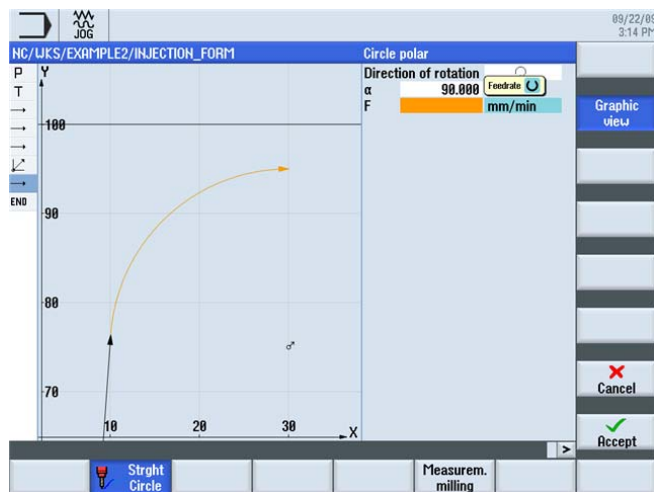 JOG
09/22/09
3:14 PM
NC/WKS/EXAMPLE2/INJECTION_FORM
Circle polar
P
T
END
Y
100
90
80
70
10 20 30
X
Direction of rotation
Feedrate
α 90.000
F mm/min
Graphic
view
Cancel
Accept
>
Strght
Circle
Measurem.
milling